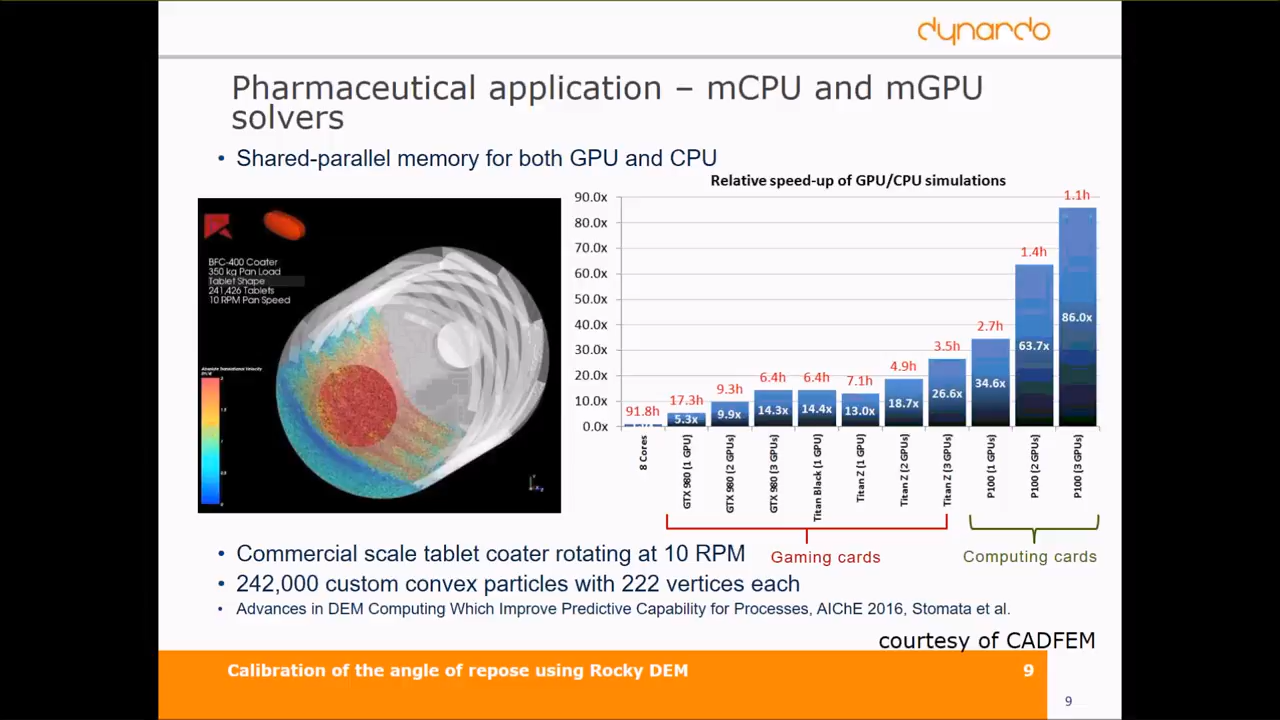 dynardo
Pharmaceutical application – mCPU and mGPU
solvers
• Shared-parallel memory for both GPU and CPU
BFC-400 Coater
350 kg Pan Load
Tablet Shape
241,426 Tablets
10 RPM Pan Speed
Absolute Translational Velocity
Relative speed-up of GPU/CPU simulations
90.0x
80.0x
70.0x
60.0x
50.0x
40.0x
30.0x
20.0x
10.0x
0.0x
91.8h
17.3h
5.3x
9.3h
9.9x
6.4h
14.3x
6.4h
14.4x
7.1h
13.0x
4.9h
18.7x
3.5h
26.6x
2.7h
34.6x
1.4h
63.7x
1.1h
86.0x
8 Cores
GTX 980 (1 GPU)
GTX 980 (2 GPUs)
GTX 980 (3 GPUs)
Titan Black (1 GPU)
Titan Z (1 GPU)
Titan Z (2 GPUs)
Titan Z (3 GPUs)
P100 (1 GPUs)
P100 (2 GPUs)
P100 (3 GPUs)
Gaming cards
Computing cards
• Commercial scale tablet coater rotating at 10 RPM
• 242,000 custom convex particles with 222 vertices each
• Advances in DEM Computing Which Improve Predictive Capability for Processes, AIChE 2016, Stomata et al.
courtesy of CADFEM
Calibration of the angle of repose using Rocky DEM
9
9